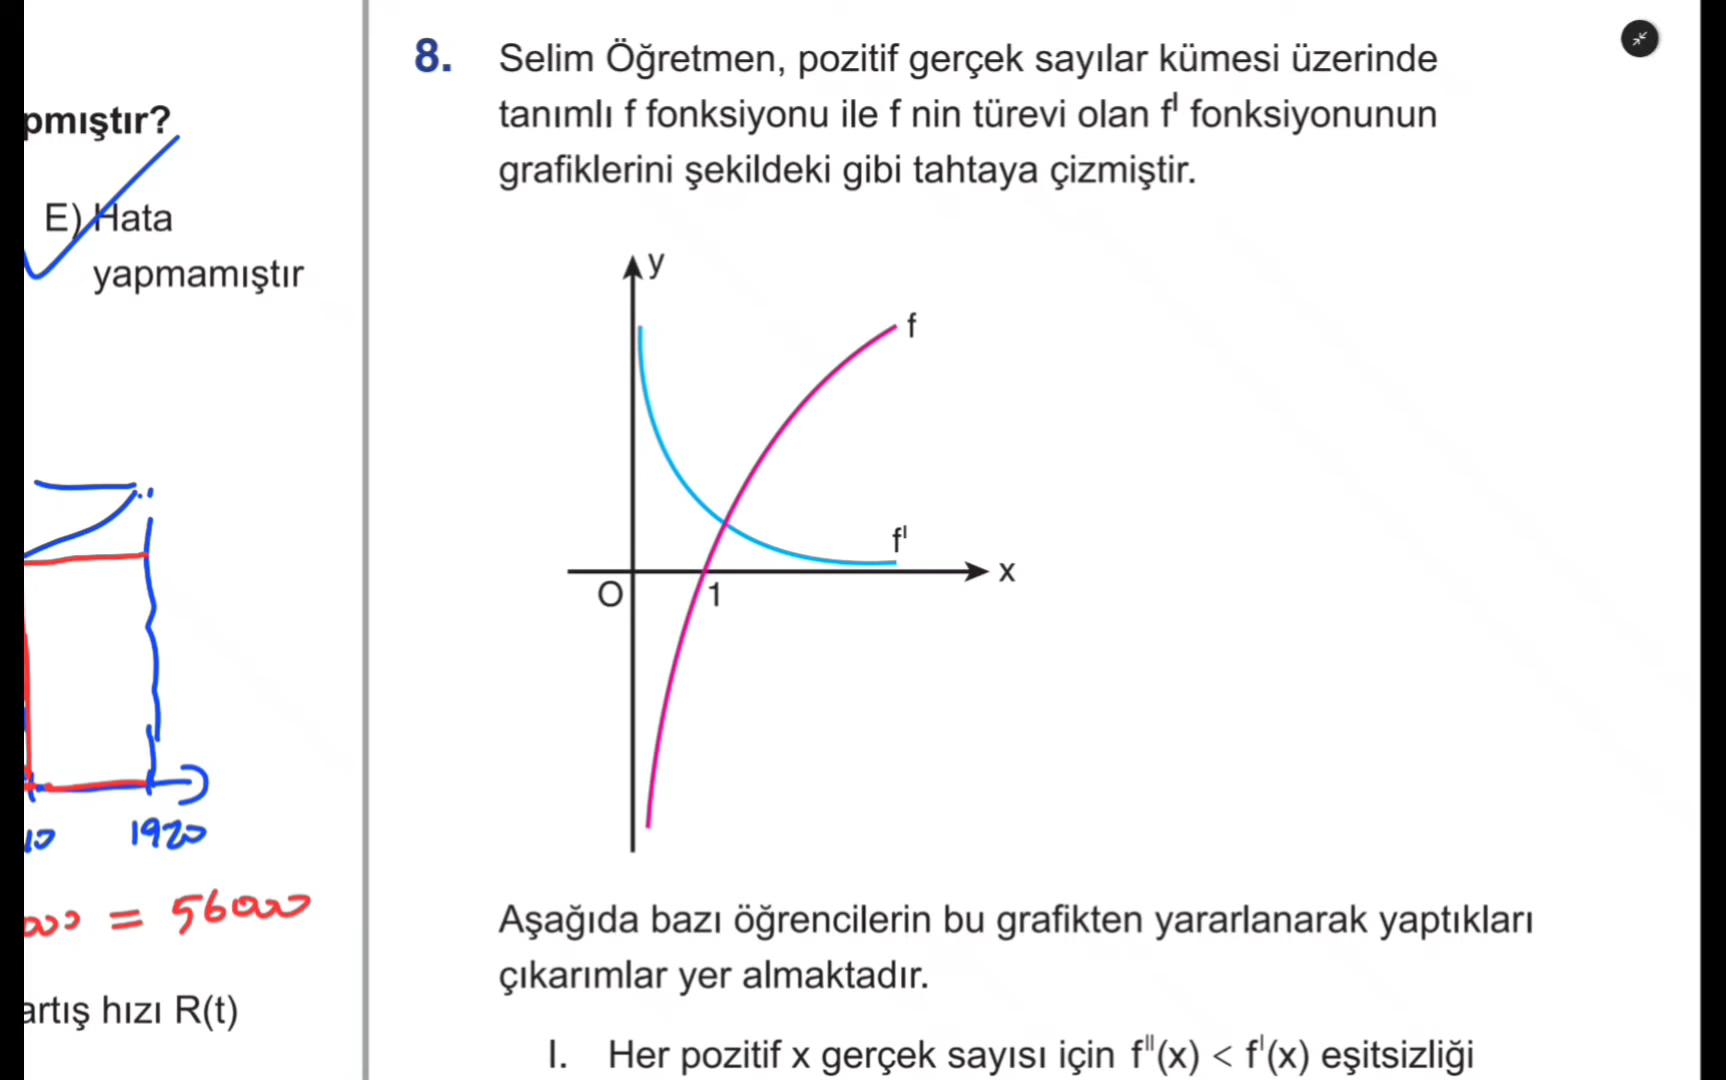 pmıştır?
E) Hata
yapmamıştır
1920
= 56000
artış hızı R(t)
8. Selim Öğretmen, pozitif gerçek sayılar kümesi üzerinde
tanımlı f fonksiyonu ile f nin türevi olan fꞋ fonksiyonunun
grafiklerini şekildeki gibi tahtaya çizmiştir.
y
f
fꞋ
x
O
1
Aşağıda bazı öğrencilerin bu grafikten yararlanarak yaptıkları
çıkarımlar yer almaktadır.
I. Her pozitif x gerçek sayısı için f''(x) < f'(x) eşitsizliği